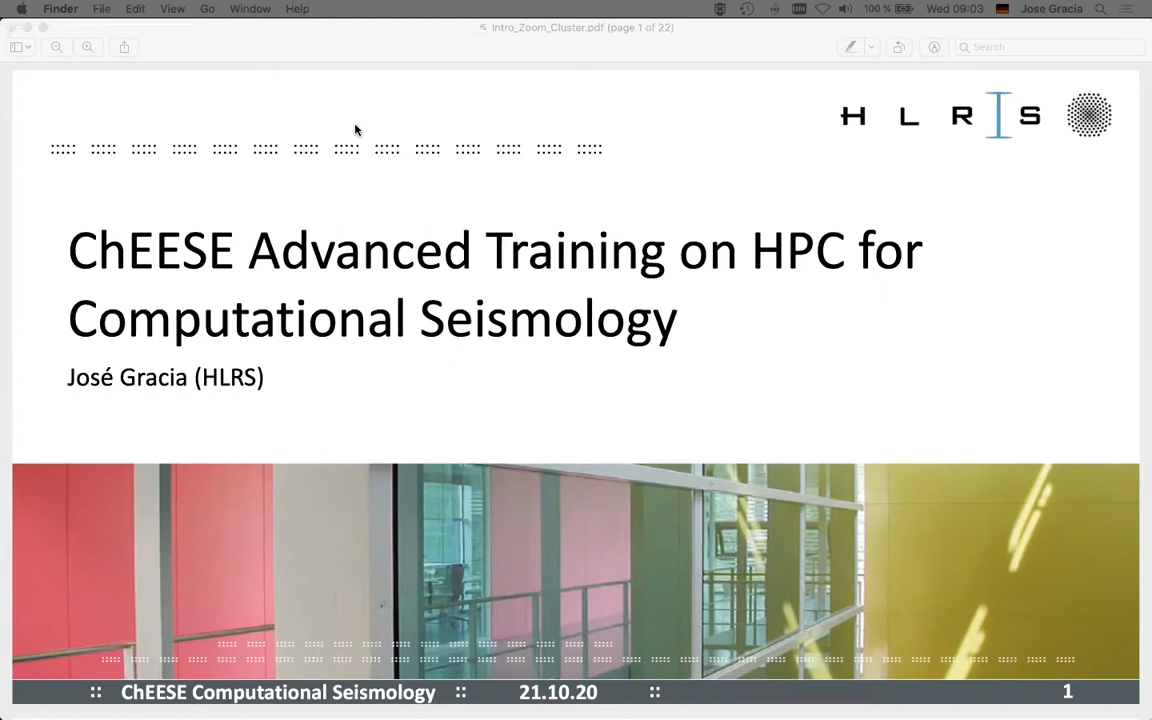 Finder File Edit View Go Window Help 100 % Wed 09:03 Jose Gracia
Intro_Zoom_Cluster.pdf (page 1 of 22)
Search
H L R I S
ChEESE Advanced Training on HPC for
Computational Seismology
José Gracia (HLRS)
:: ChEESE Computational Seismology :: 21.10.20 :: 1